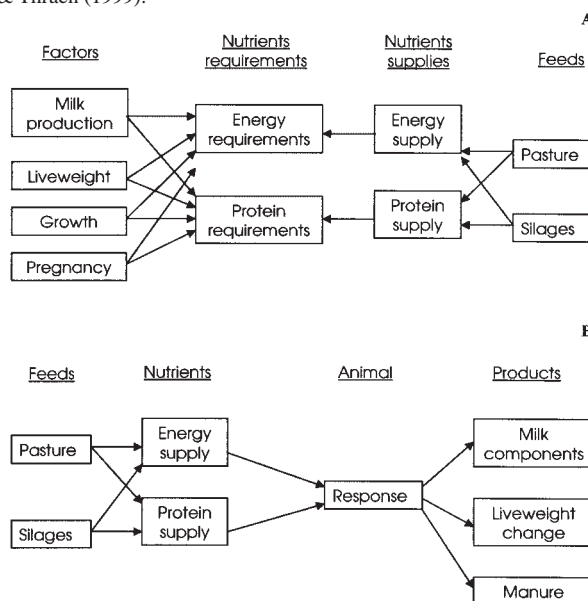 & Thrach (1999).
A
Factors
Nutrients
requirements
Nutrients
supplies
Feeds
Milk
production
Liveweight
Growth
Pregnancy
Energy
requirements
Protein
requirements
Energy
supply
Protein
supply
Pasture
Silages
Feeds
Nutrients
Animal
Products
Pasture
Silages
Energy
supply
Protein
supply
Response
Milk
components
Liveweight
change
Manure